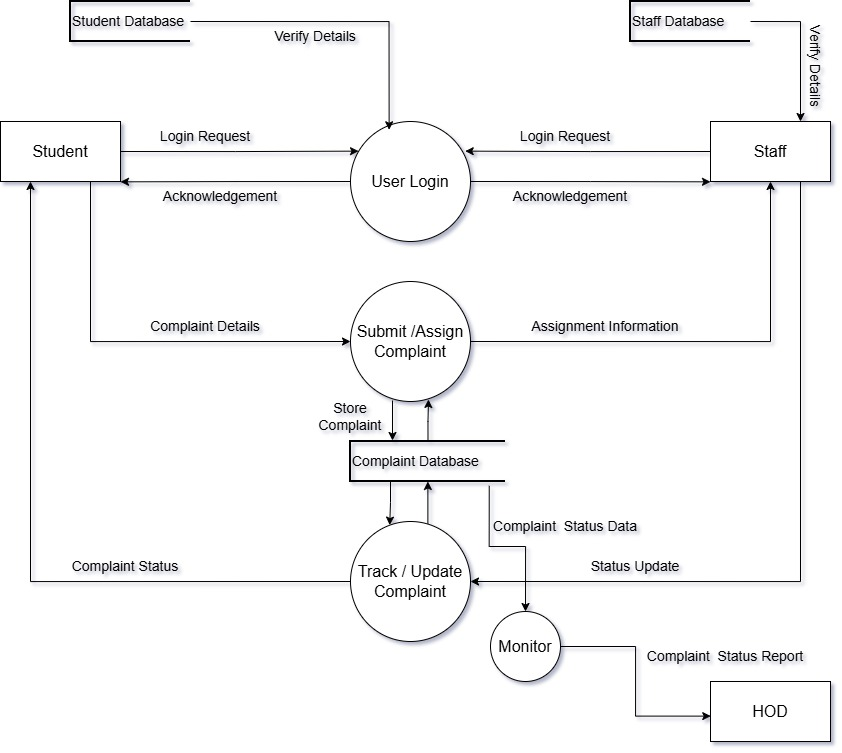 Student Database
Staff Database
Verify Details
Verify Details
Login Request
Login Request
Student
User Login
Staff
Acknowledgement
Acknowledgement
Complaint Details
Submit /Assign
Complaint
Assignment Information
Store
Complaint
Complaint Database
Complaint Status Data
Complaint Status
Track / Update
Complaint
Status Update
Monitor
Complaint Status Report
HOD